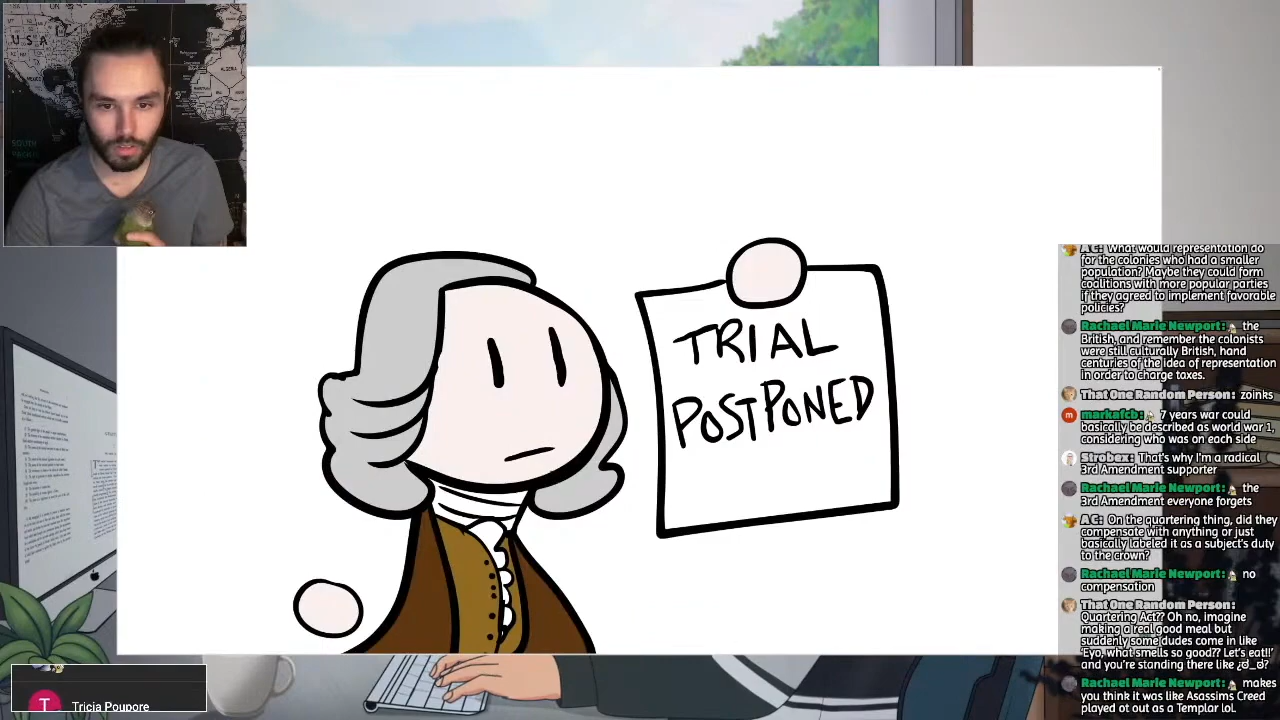 USA
SOUTH
PACIFIC
ALGERIA
TRIAL
POSTPONED
A C: What would representation do
for the colonies who had a smaller
population? Maybe they could form
coalitions with more popular parties
if they agreed to implement favorable
policies?
Rachael Marie Newport: the
British, and remember the colonists
were still culturally British, hand
centuries of the idea of representation
in order to charge taxes.
That One Random Person: zoinks
markafcb: 7 years war could
basically be described as world war 1,
considering who was on each side
Strobex: That's why I'm a radical
3rd Amendment supporter
Rachael Marie Newport: the
3rd Amendment everyone forgets
A C: On the quartering thing, did they
compensate with anything or just
basically labeled it as a subject's duty
to the crown?
Rachael Marie Newport: no
compensation
That One Random Person:
Quartering Act?? Oh no, imagine
making a real good meal but
suddenly some dudes come in like
'Eyo, what smells so good?? Let's eat!!'
and you're standing there like ¿d_d?
Rachael Marie Newport: makes
you think it was like Asassims Creed
played ot out as a Templar loL
T
Tricia Poupore